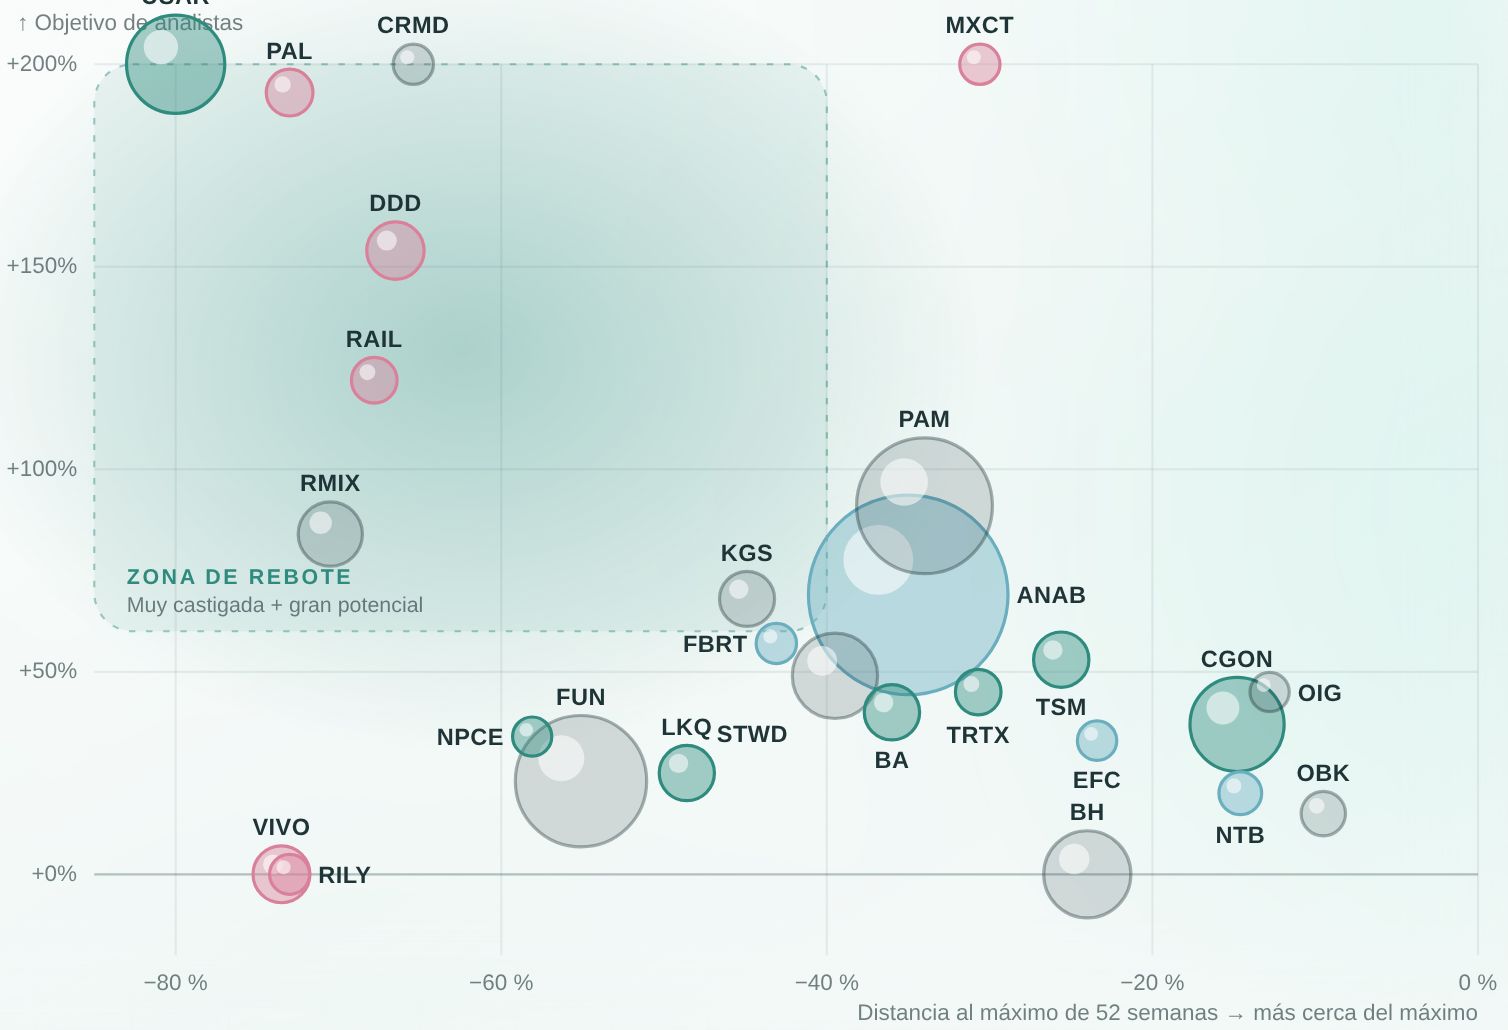 ↑ Objetivo de analistas
CRMD
MXCT
PAL
+200%
DDD
+150%
RAIL
PAM
+100%
RMIX
KGS
ZONA DE REBOTE
Muy castigada + gran potencial
ANAB
FBRT
CGON
+50%
OIG
FUN
TSM
NPCE
LKQ
STWD
TRTX
BA
EFC
OBK
BH
VIVO
NTB
+0%
RILY
−80 %
−60 %
−40 %
−20 %
0 %
Distancia al máximo de 52 semanas → más cerca del máximo